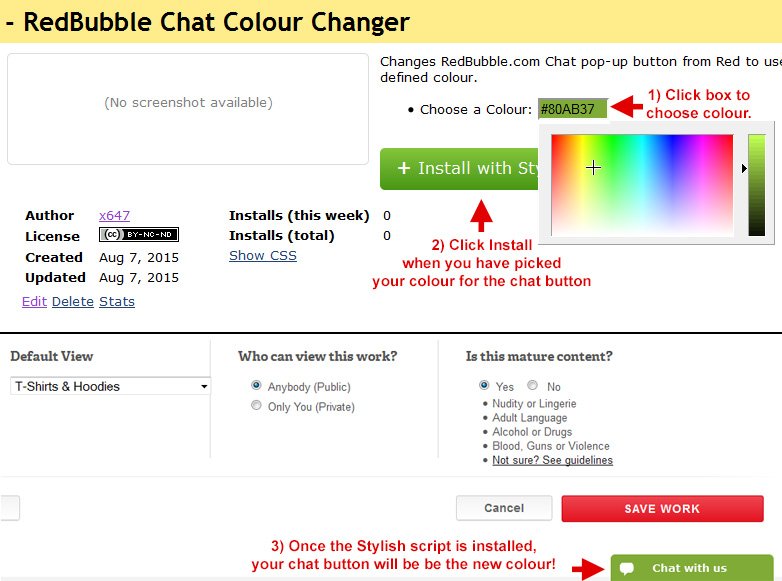 - RedBubble Chat Colour Changer
(No screenshot available)
Changes RedBubble.com Chat pop-up button from Red to use
defined colour.
• Choose a Colour: #80AB37
1) Click box to
choose colour.
+ Install with Sty
2) Click Install
when you have picked
your colour for the chat button
Author x647
License CC BY-NC-ND
Created Aug 7, 2015
Updated Aug 7, 2015
Edit Delete Stats
Installs (this week) 0
Installs (total) 0
Show CSS
Default View
T-Shirts & Hoodies
Who can view this work?
Anybody (Public)
Only You (Private)
Is this mature content?
Yes No
• Nudity or Lingerie
• Adult Language
• Alcohol or Drugs
• Blood, Guns or Violence
• Not sure? See guidelines
Cancel
SAVE WORK
3) Once the Stylish script is installed,
your chat button will be be the new colour!
Chat with us